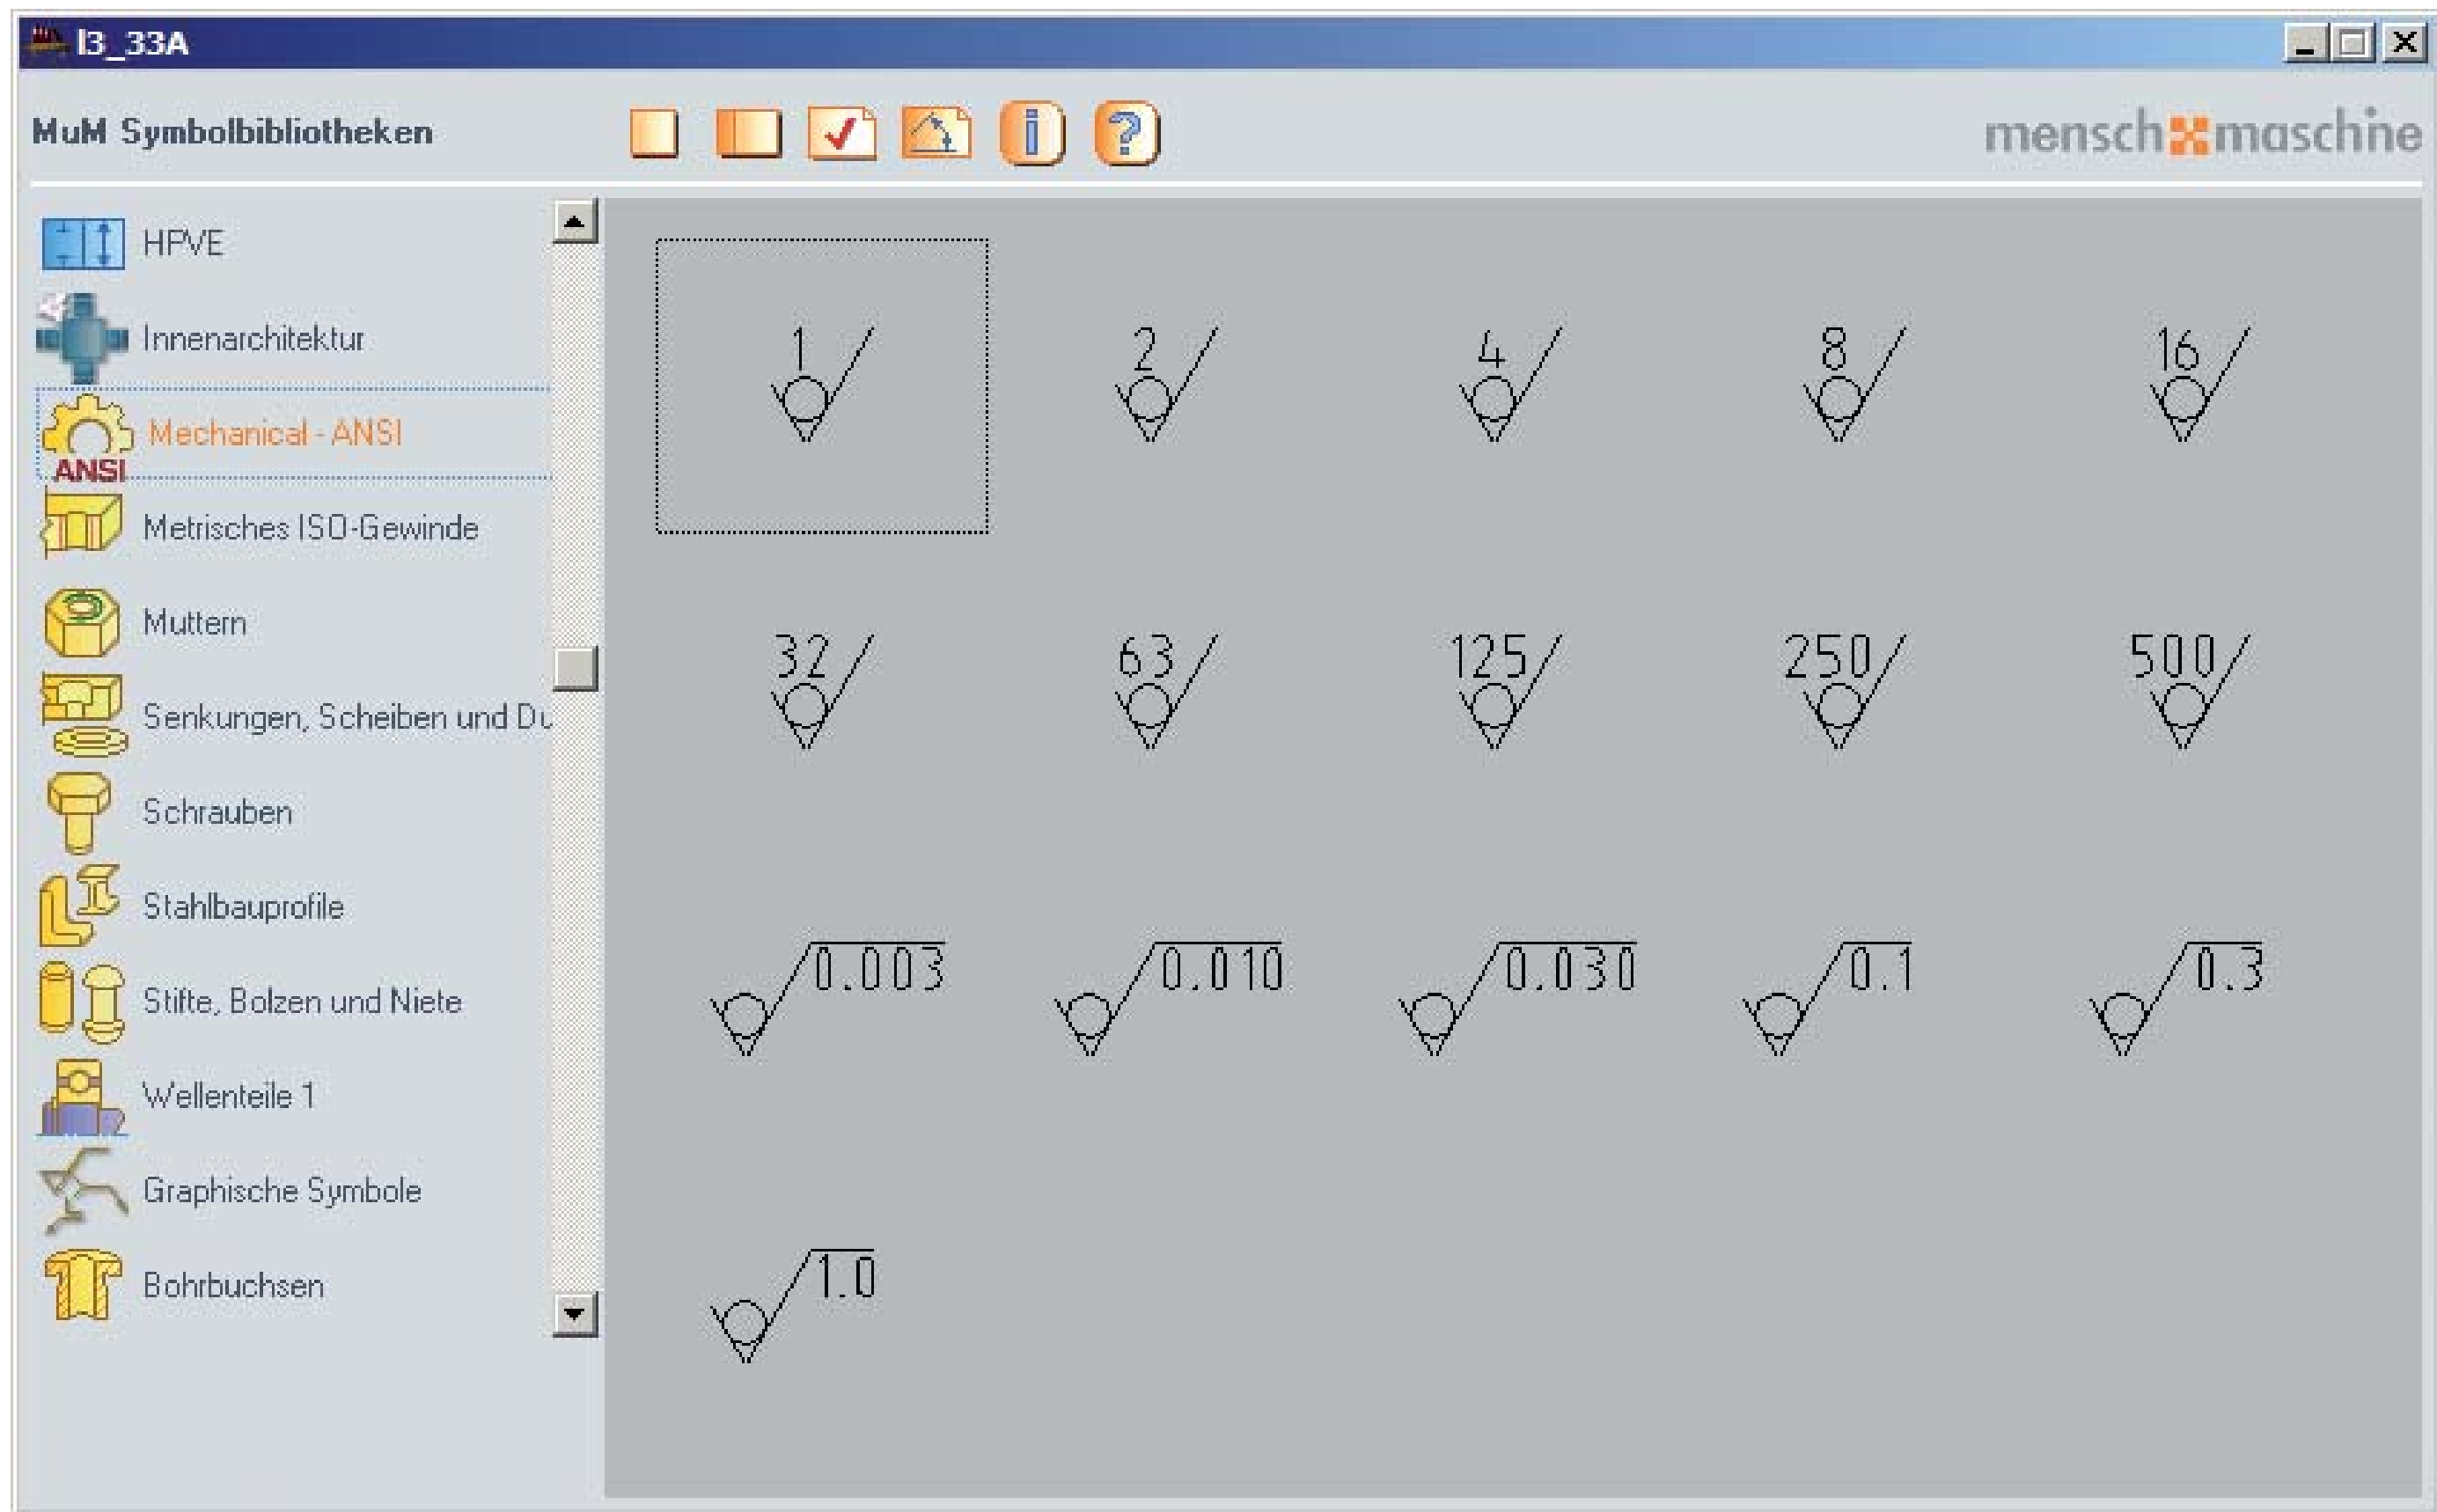 l3_33A
MuM Symbolbibliotheken
i ?
mensch maschine
HPVE
Innenarchitektur
Mechanical - ANSI
ANSI
Metrisches ISO-Gewinde
Muttern
Senkungen, Scheiben und Du
Schrauben
Stahlbauprofile
Stifte, Bolzen und Niete
Wellenteile 1
Graphische Symbole
Bohrbuchsen
1 2 4 8 16
32 63 125 250 500
0.003 0.010 0.030 0.1 0.3
1.0